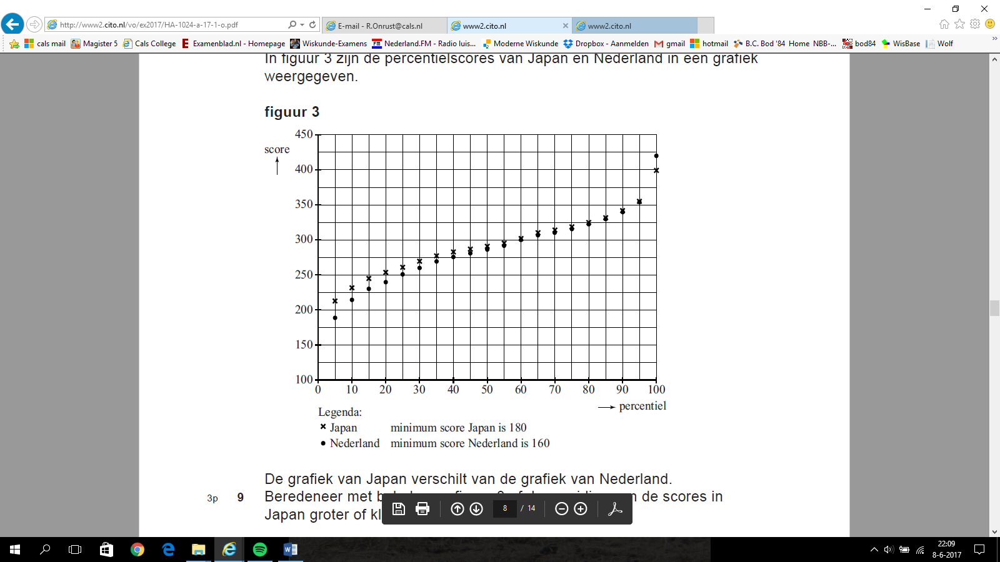 http://www2.cito.nl/vo/ex2017/HA-1024-a-17-1-o.pdf
E-mail - R.Onrust@cals.nl
www2.cito.nl
www2.cito.nl
cals mail
Magister 5
Cals College
Examenblad.nl - Homepage
Wiskunde-Examens
Nederland.FM - Radio luis...
Moderne Wiskunde
Dropbox - Aanmelden
gmail
hotmail
B.C. Bod '84 Home NBB-...
bod84
WisBase
Wolf
In figuur 3 zijn de percentielscores van Japan en Nederland in een grafiek
weergegeven.
figuur 3
score
450
400
350
300
250
200
150
100
0 10 20 30 40 50 60 70 80 90 100
percentiel
Legenda:
Japan minimum score Japan is 180
Nederland minimum score Nederland is 160
De grafiek van Japan verschilt van de grafiek van Nederland.
3p 9 Beredeneer met de scores in
Japan groter of
8 / 14
22:09
8-6-2017